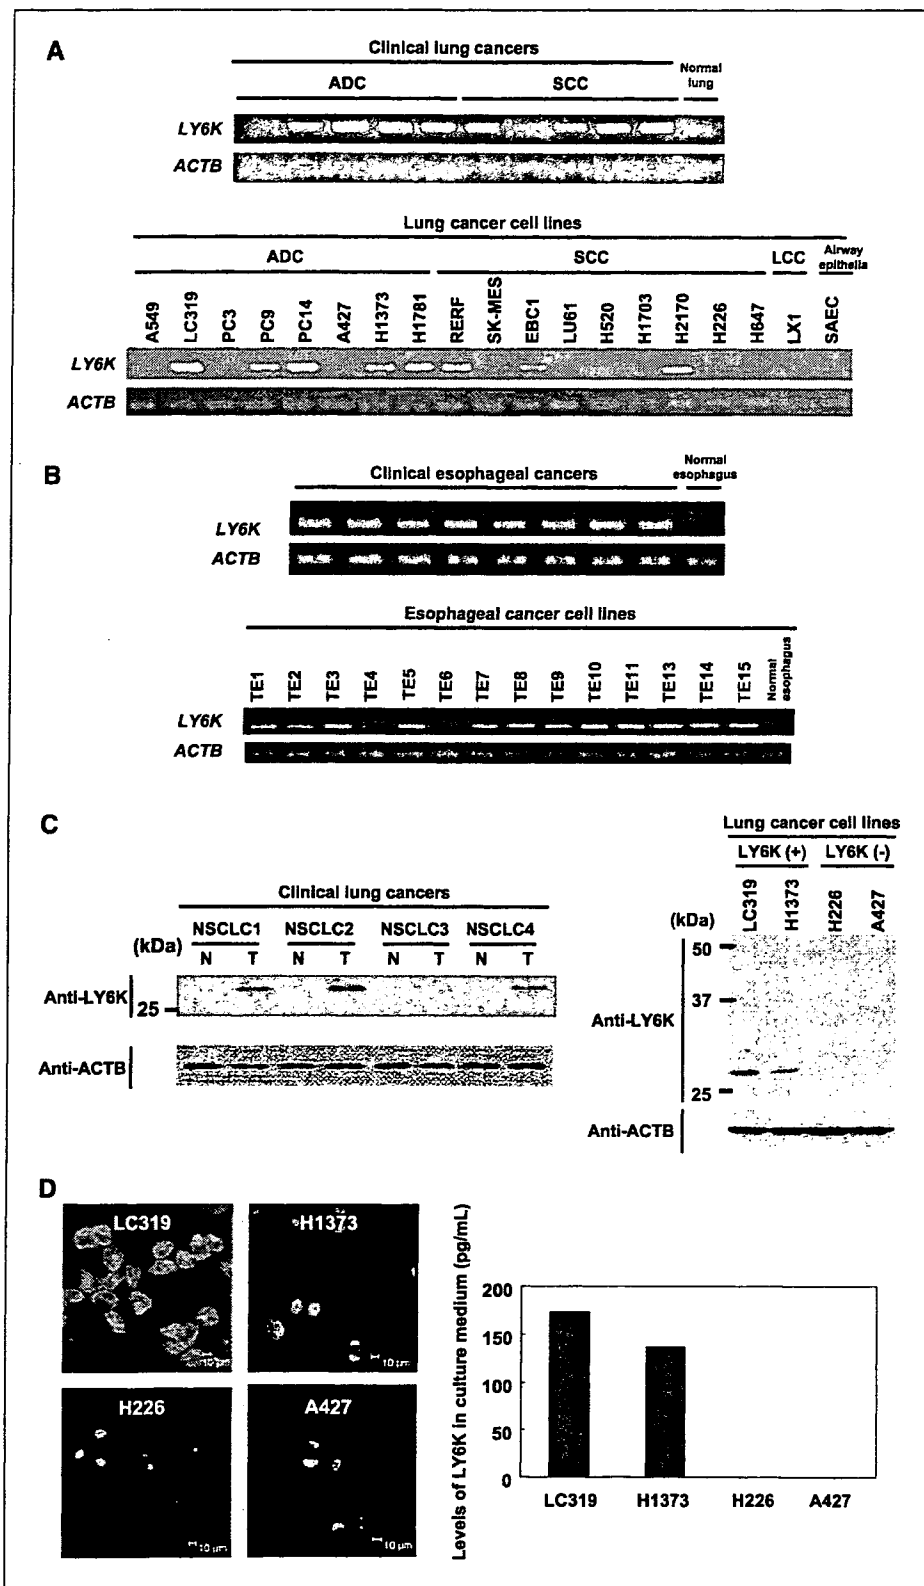 A
Clinical lung cancers
ADC
SCC
Normal lung
LY6K
ACTB
Lung cancer cell lines
ADC
SCC
LCC
Airway epithelia
A549
LC319
PC3
PC9
PC14
A427
H1373
H1781
RERF
SK-MES
EBC1
LU61
H520
H1703
H2170
H226
H647
LX1
SAEC
LY6K
ACTB
B
Clinical esophageal cancers
Normal esophagus
LY6K
ACTB
Esophageal cancer cell lines
TE1
TE2
TE3
TE4
TE5
TE6
TE7
TE8
TE9
TE10
TE11
TE13
TE14
TE15
Normal esophagus
LY6K
ACTB
C
Clinical lung cancers
NSCLC1 NSCLC2 NSCLC3 NSCLC4
(kDa) N T N T N T N T
Anti-LY6K
25
Anti-ACTB
Lung cancer cell lines
LY6K (+) LY6K (-)
LC319
H1373
H226
A427
(kDa)
50
37
Anti-LY6K
25
Anti-ACTB
D
LC319
10 μm
H1373
10 μm
H226
10 μm
A427
10 μm
Levels of LY6K in culture medium (pg/mL)
200
150
100
50
0
LC319 H1373 H226 A427